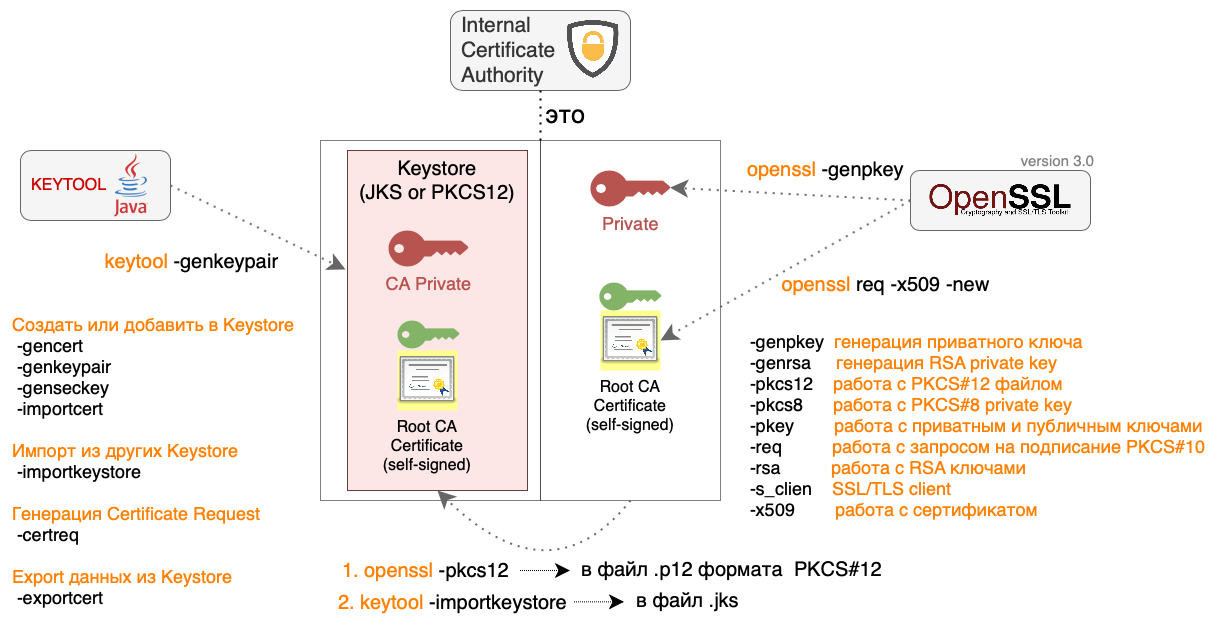 Internal
Certificate
Authority
ЭТО
KEYTOOL
Java
keytool -genkeypair
Keystore
(JKS or PKCS12)
CA Private
Root CA
Certificate
(self-signed)
Private
Root CA
Certificate
(self-signed)
openssl -genpkey
version 3.0
OpenSSL
Cryptography and SSL/TLS Toolkit
openssl req -x509 -new
Создать или добавить в Keystore
-gencert
-genkeypair
-genseckey
-importcert
Импорт из других Keystore
-importkeystore
Генерация Certificate Request
-certreq
Export данных из Keystore
-exportcert
-genpkey генерация приватного ключа
-genrsa генерация RSA private key
-pkcs12 работа с PKCS#12 файлом
-pkcs8 работа с PKCS#8 private key
-pkey работа с приватным и публичным ключами
-req работа с запросом на подписание PKCS#10
-rsa работа с RSA ключами
-s_clien SSL/TLS client
-x509 работа с сертификатом
1. openssl -pkcs12 в файл .p12 формата PKCS#12
2. keytool -importkeystore в файл .jks